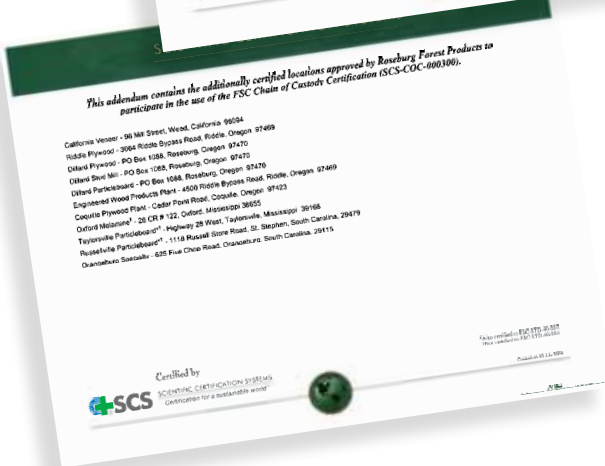 This addendum contains the additionally certified locations approved by Roseburg Forest Products to
participate in the use of the FSC Chain of Custody Certification (SCS-COC-000300).
California Veneer - 98 Mill Street, Weed, California 96094
Riddle Plywood - 3064 Riddle Bypass Road, Riddle, Oregon 97469
Dillard Plywood - PO Box 1088, Roseburg, Oregon 97470
Dillard Stud Mill - PO Box 1088, Roseburg, Oregon 97470
Dillard Particleboard - PO Box 1088, Roseburg, Oregon 97470
Engineered Wood Products Plant - 4500 Riddle Bypass Road, Riddle, Oregon 97469
Coquille Plywood Plant - Cedar Point Road, Coquille, Oregon 97423
Oxford Melamine¹ - 26 CR # 122, Oxford, Mississippi 38655
Taylorsville Particleboard*¹ - Highway 28 West, Taylorsville, Mississippi 39168
Russellville Particleboard*¹ - 1118 Russell Store Road, St. Stephen, South Carolina, 29479
Orangeburg Specialty - 625 Five Chop Road, Orangeburg, South Carolina, 29115
Certified by
SCS SCIENTIFIC CERTIFICATION SYSTEMS
Certification for a sustainable world